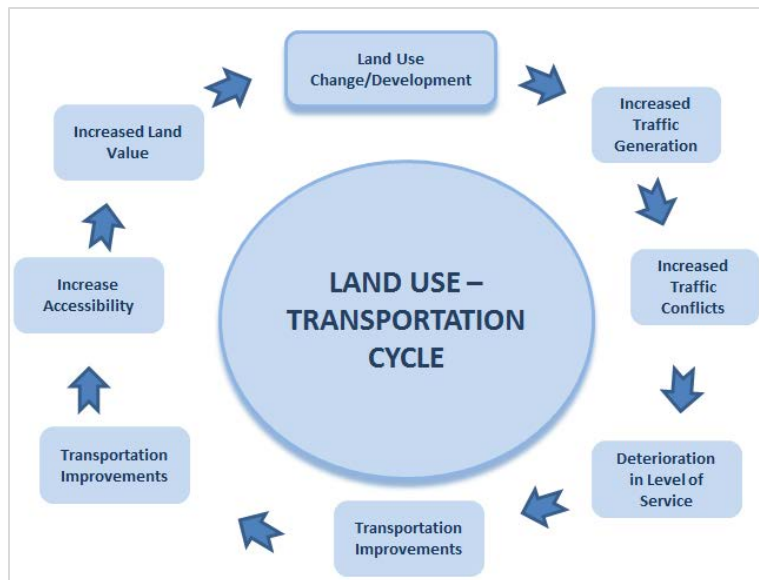 Land Use
Change/Development
Increased
Traffic
Generation
Increased
Traffic
Conflicts
Deterioration
in Level of
Service
Transportation
Improvements
Transportation
Improvements
Increase
Accessibility
Increased Land
Value
LAND USE –
TRANSPORTATION
CYCLE